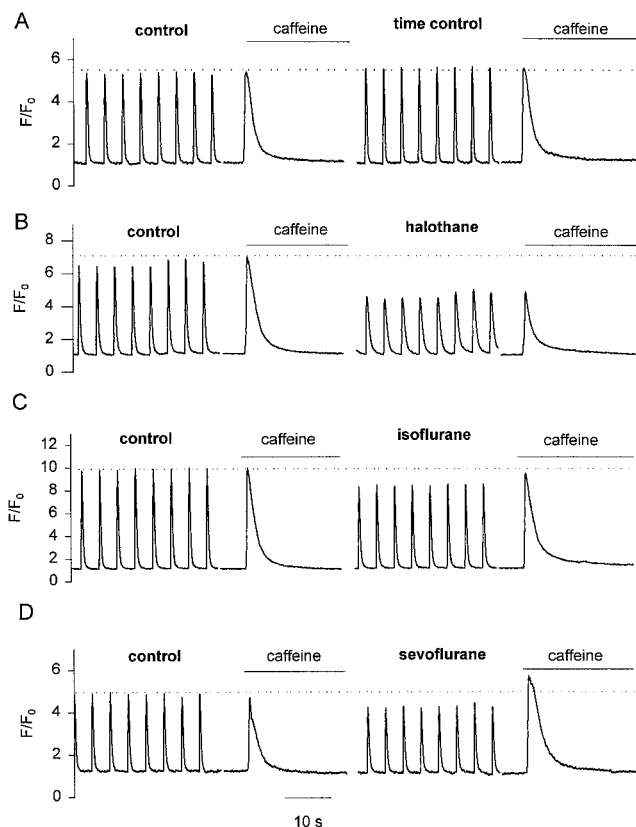 A
control
caffeine
time control
caffeine
6
4
2
0
F/F0
B
control
caffeine
halothane
caffeine
8
6
4
2
0
F/F0
C
control
caffeine
isoflurane
caffeine
12
10
8
6
4
2
0
F/F0
D
control
caffeine
sevoflurane
caffeine
6
4
2
0
F/F0
10 s